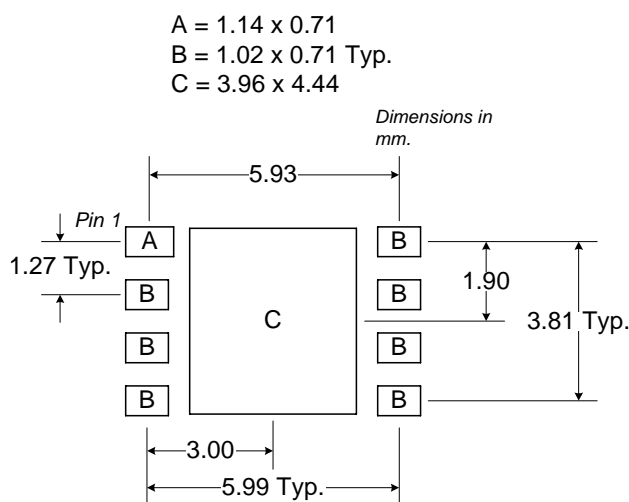 A = 1.14 x 0.71
B = 1.02 x 0.71 Typ.
C = 3.96 x 4.44
Dimensions in
mm.
5.93
Pin 1
A
B
1.27 Typ.
B
B
1.90
C
3.81 Typ.
B
B
B
B
3.00
5.99 Typ.